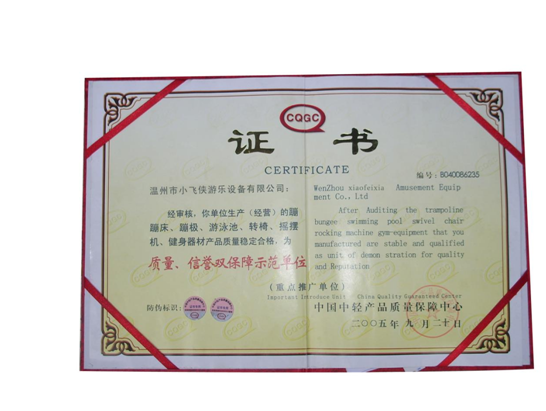 CQGC
证 书
CERTIFICATE
编号: 8040086235
温州市小飞侠游乐设备有限公司:
经审核,你单位生产(经营)的蹦
蹦床、蹦极、游泳池、转椅、摇摆
机、健身器材产品质量稳定合格,为
质量、信誉双保障示范单位
WenZhou xiaofeixia Amusement Equip
ment Co., Ltd
After Auditing the trampoline
bungee swimming pool swivel chair
rocking machine gym-equipment that you
manufactured are stable and qualified
as unit of demon stration for quality
and Reputation
(重点推广单位)
Important Introduce Unit China Quality Guaranteed Center
防伪标识:
中国中轻产品质量保障中心
二〇〇五年九月二十日